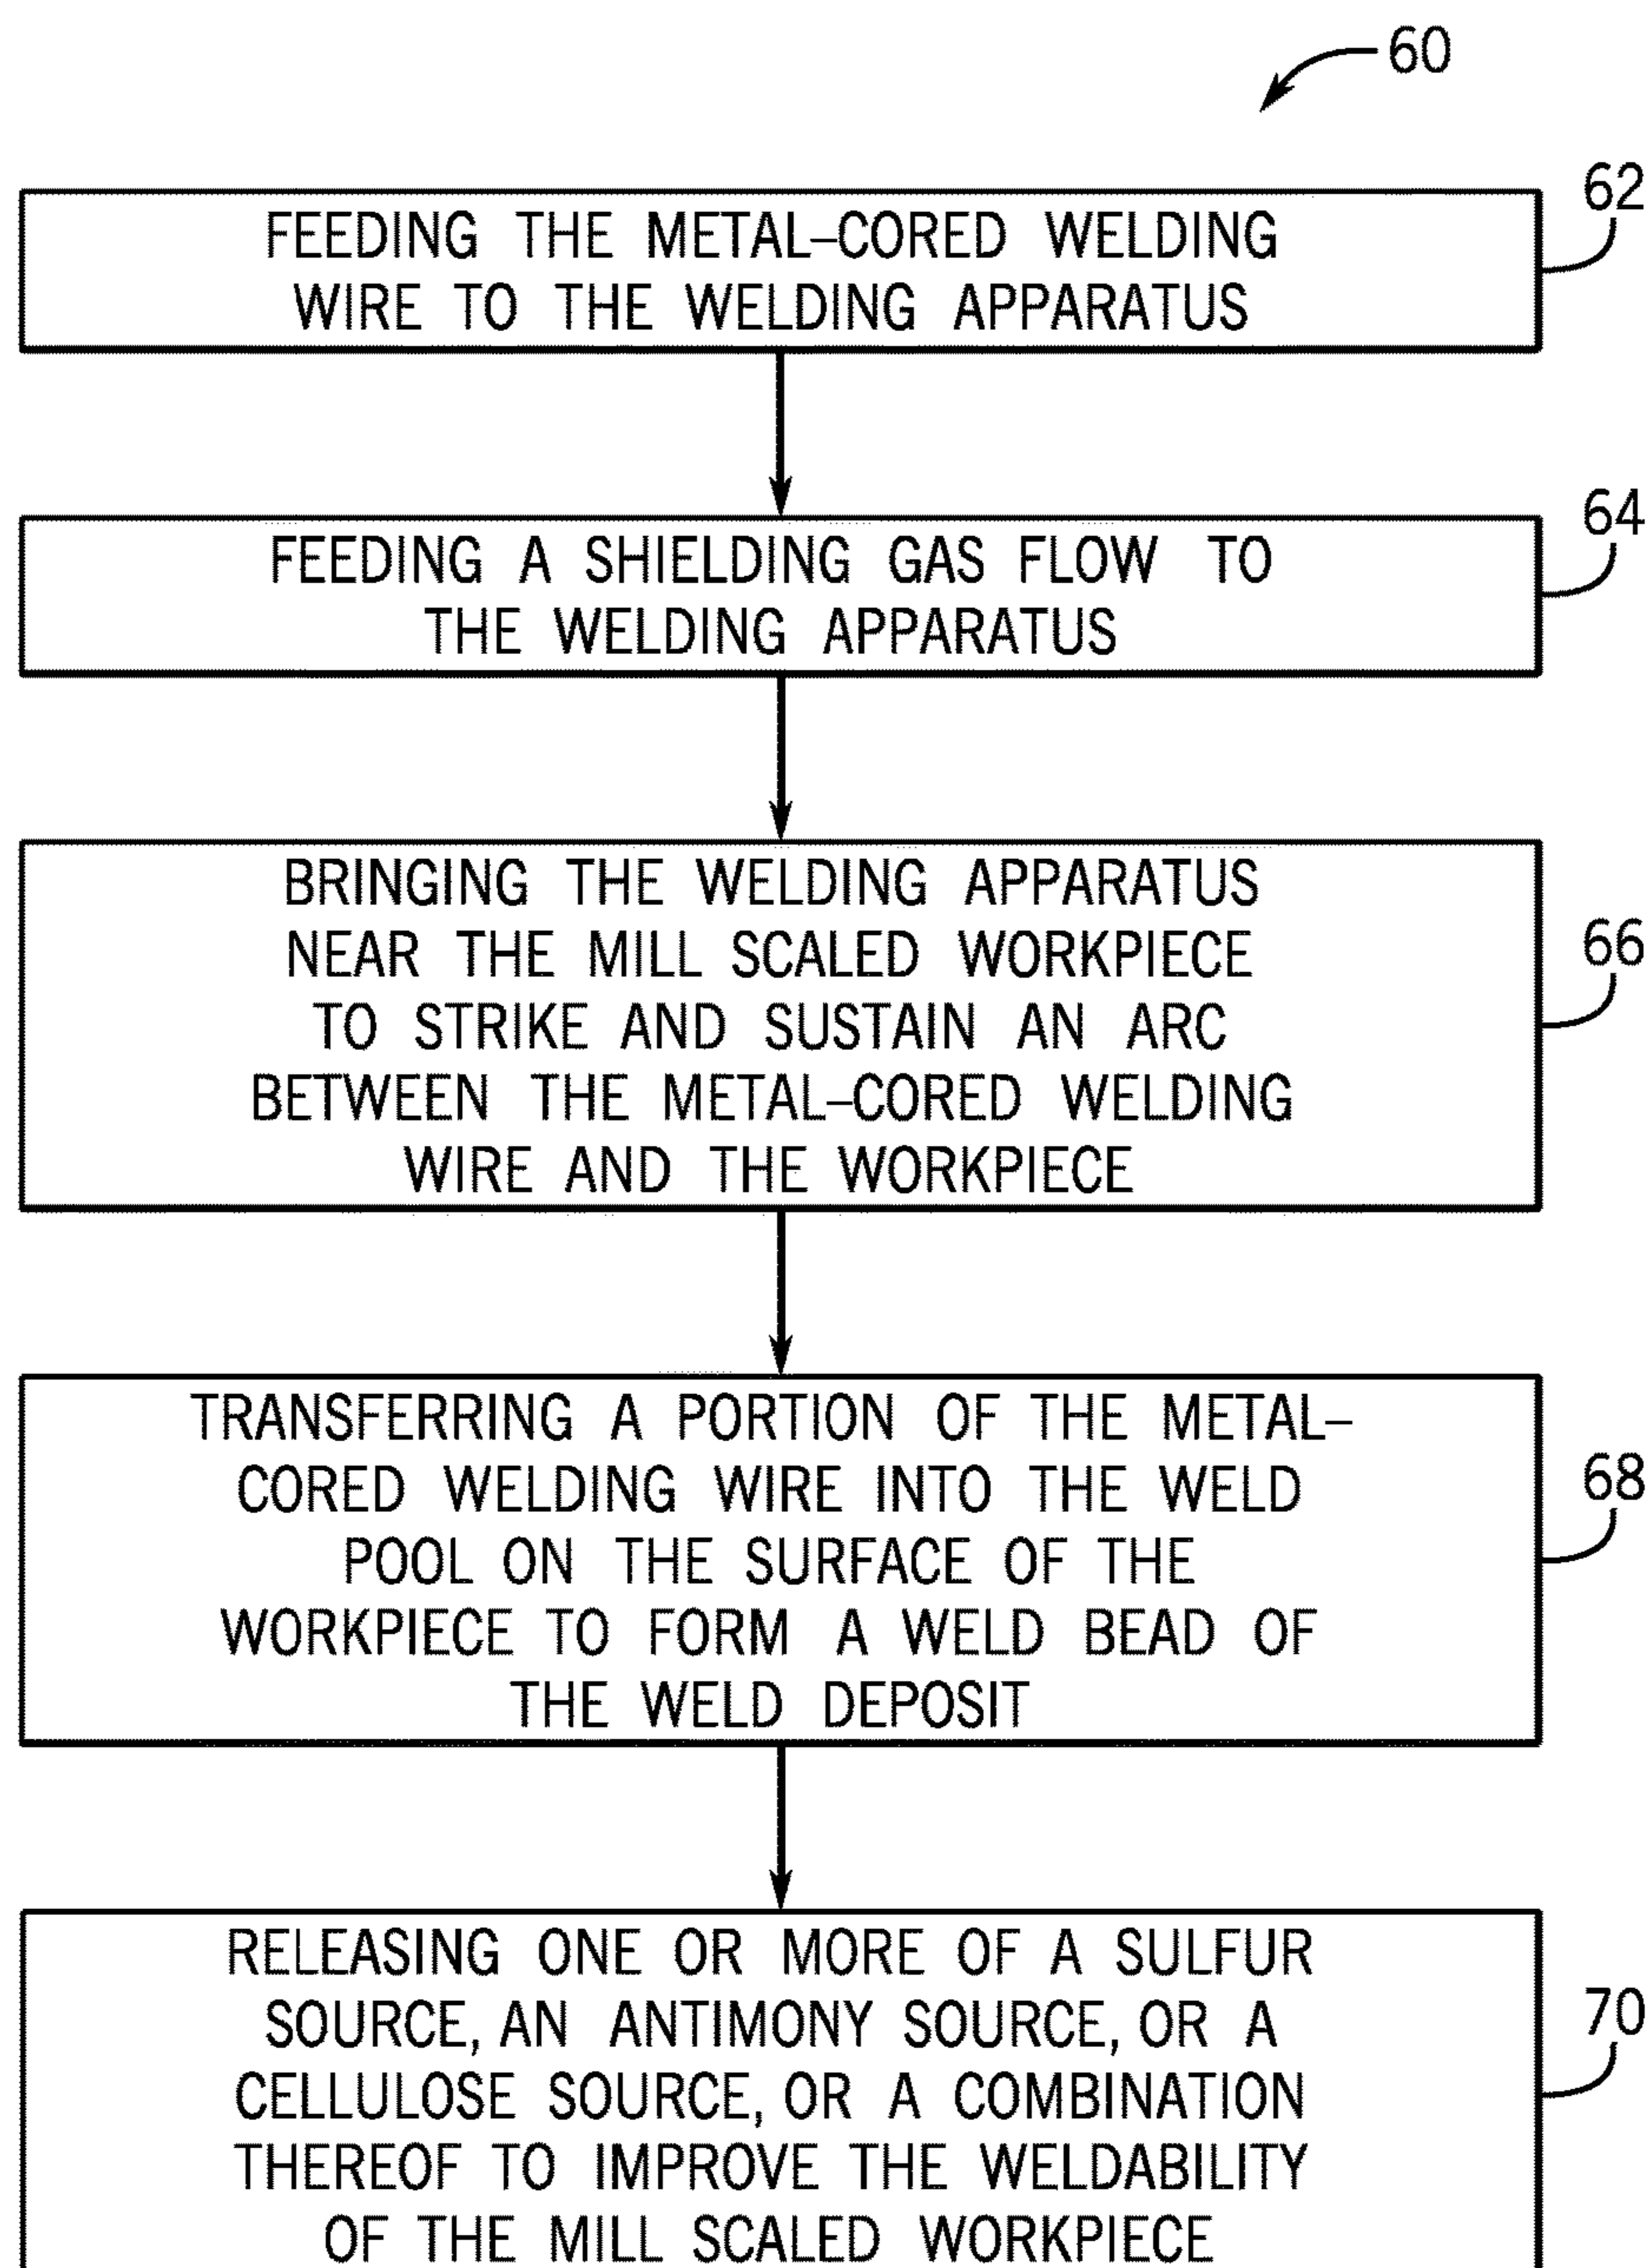 60
62
FEEDING THE METAL–CORED WELDING
WIRE TO THE WELDING APPARATUS
64
FEEDING A SHIELDING GAS FLOW TO
THE WELDING APPARATUS
BRINGING THE WELDING APPARATUS
NEAR THE MILL SCALED WORKPIECE
66
TO STRIKE AND SUSTAIN AN ARC
BETWEEN THE METAL–CORED WELDING
WIRE AND THE WORKPIECE
TRANSFERRING A PORTION OF THE METAL–
CORED WELDING WIRE INTO THE WELD
68
POOL ON THE SURFACE OF THE
WORKPIECE TO FORM A WELD BEAD OF
THE WELD DEPOSIT
RELEASING ONE OR MORE OF A SULFUR
SOURCE, AN ANTIMONY SOURCE, OR A
70
CELLULOSE SOURCE, OR A COMBINATION
THEREOF TO IMPROVE THE WELDABILITY
OF THE MILL SCALED WORKPIECE